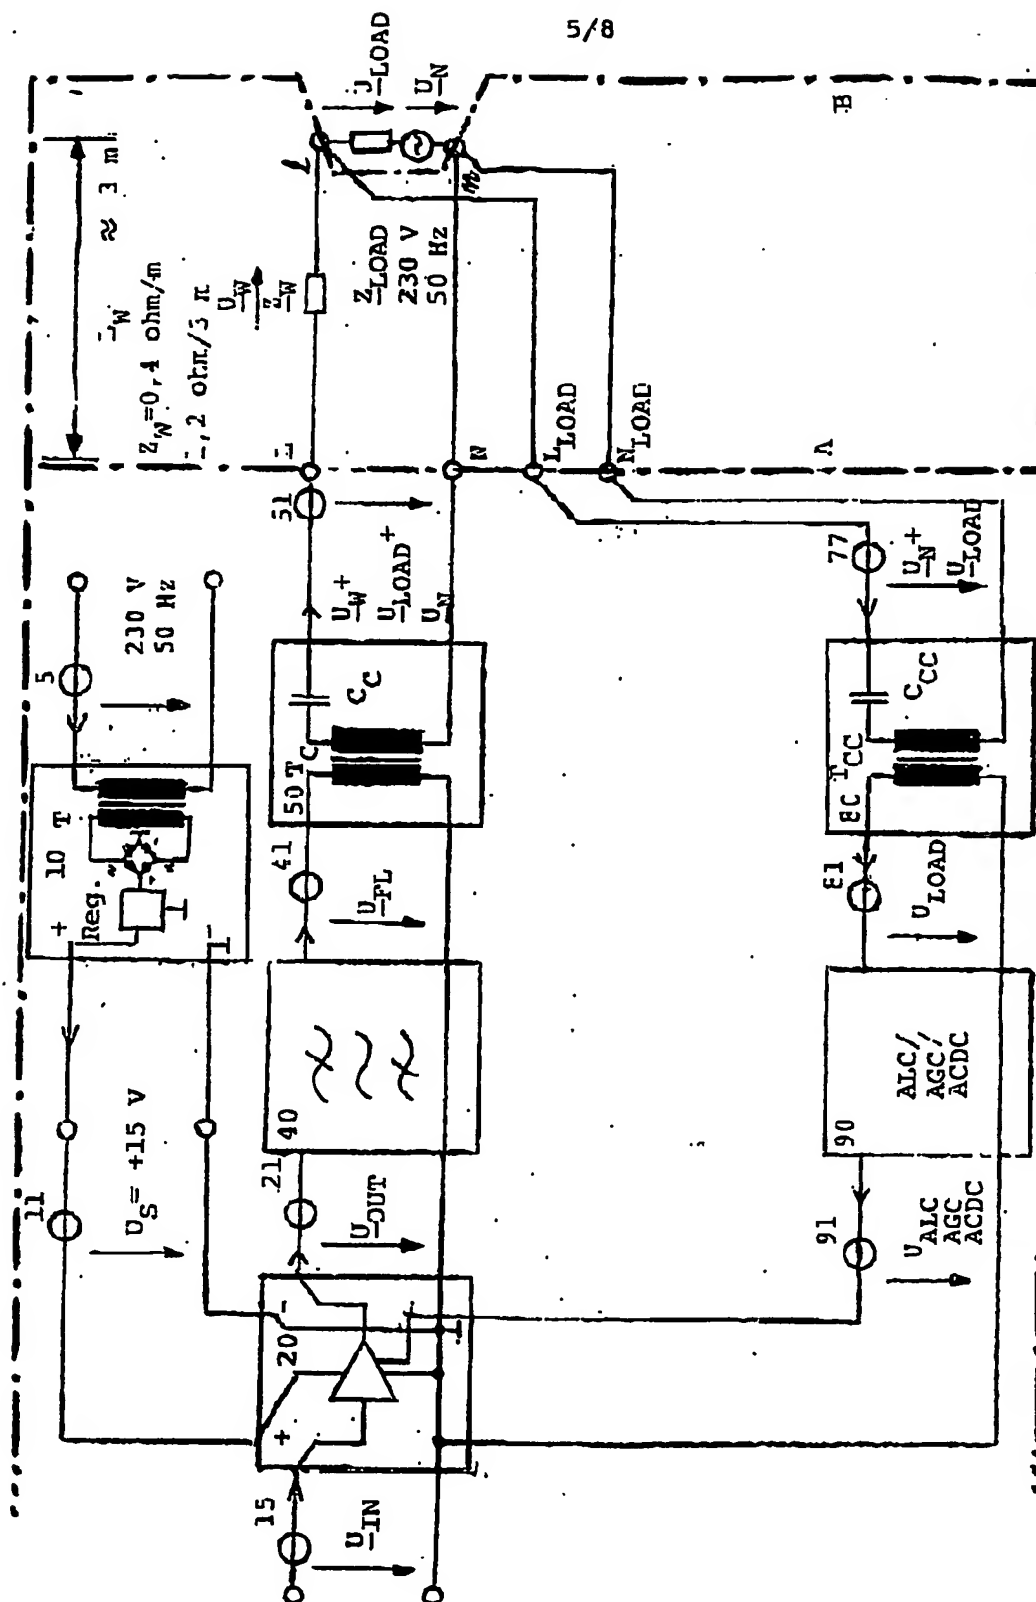 5/8
≈ 3 m
Z_W=0,4 ohm/m
U_W
Z_W
U_LOAD
U_N
Z_LOAD
230 V
50 Hz
N
L_LOAD
N_LOAD
A
B
5
230 V
50 Hz
10
T
Reg.
+
-
11
U_S= +15 V
15
U_IN
20
+
-
21
U_OUT
40
41
U_FL
50
T_C
C_C
51
U_W+
U_LOAD+
U_N
77
U_N+
U_LOAD
T_CC
C_CC
81
U_LOAD
90
ALC/
AGC/
ACDC
91
U_ALC
AGC
ACDC